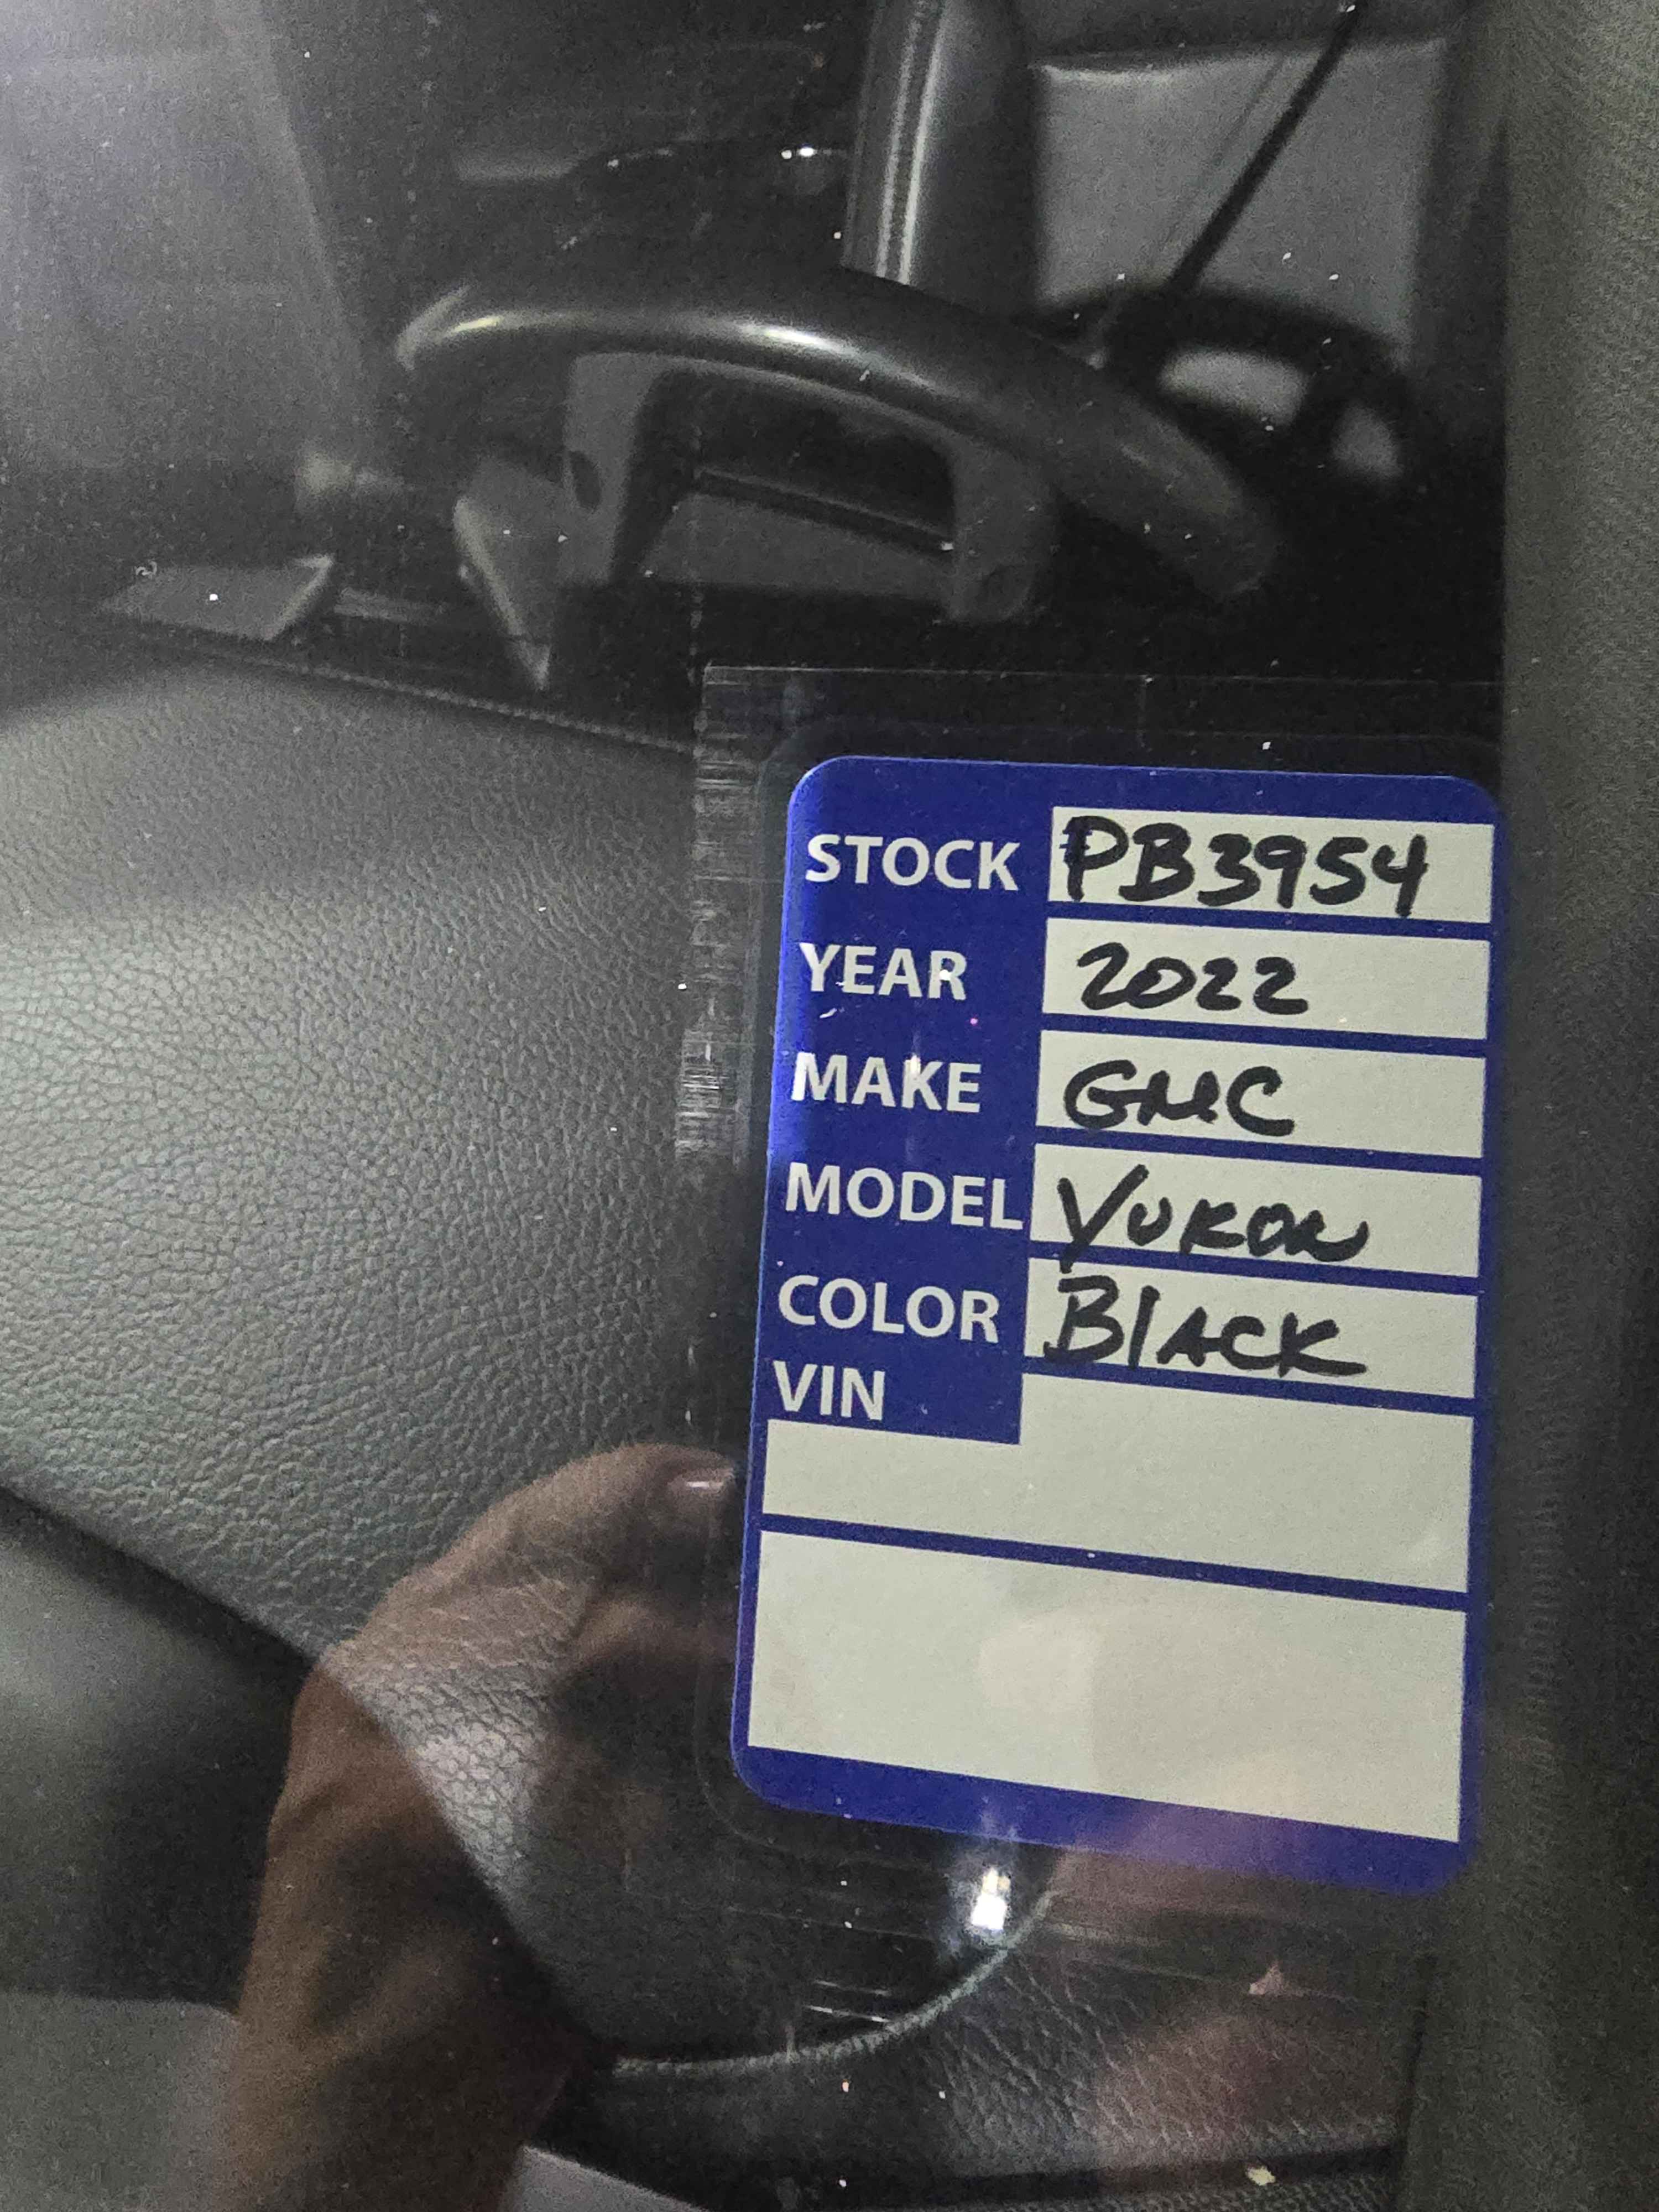 STOCK PB3954
YEAR 2022
MAKE GMC
MODEL YUKON
COLOR BlACK
VIN